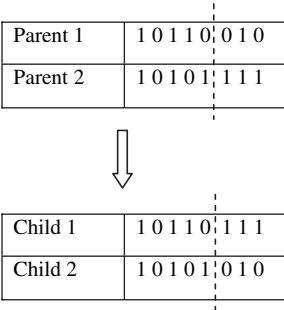 Parent 1 1 0 1 1 0 0 1 0
Parent 2 1 0 1 0 1 1 1 1
Child 1 1 0 1 1 0 1 1 1
Child 2 1 0 1 0 1 0 1 0